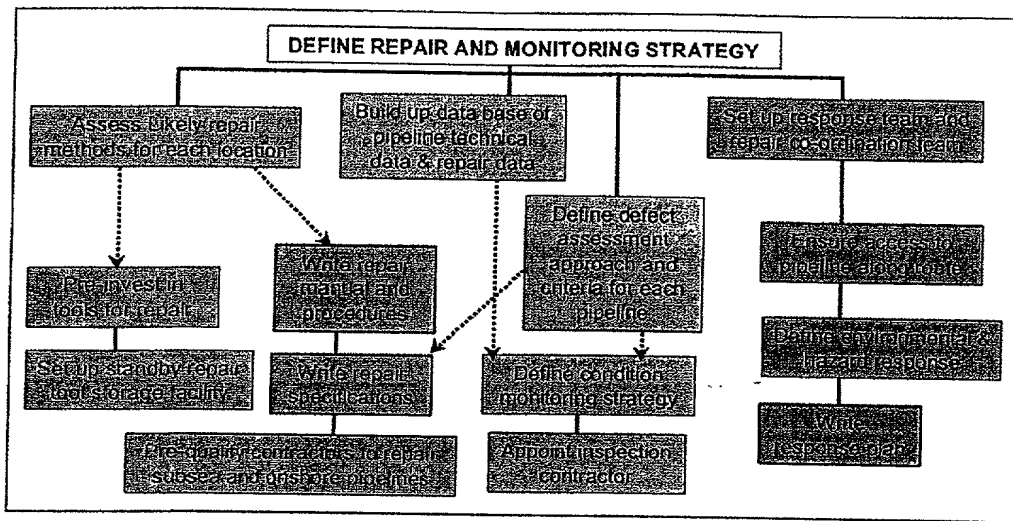 DEFINE REPAIR AND MONITORING STRATEGY
Assess Likely repair
methods for each location
Build up data base of
pipeline technical
data & repair data
Set up response team and
repair co-ordination team
Define defect
assessment
approach and
criteria for each
pipeline
Ensure access to
pipeline along route
Pre-invest in
tools for repair
Write repair
manual and
procedures
Define environmental &
hazard response
Set up standby repair
tool storage facility
Write repair
specifications
Define condition
monitoring strategy
Write
response plan
Pre-quality contractors for repair
subsea and onshore pipelines
Appoint inspection
contractor